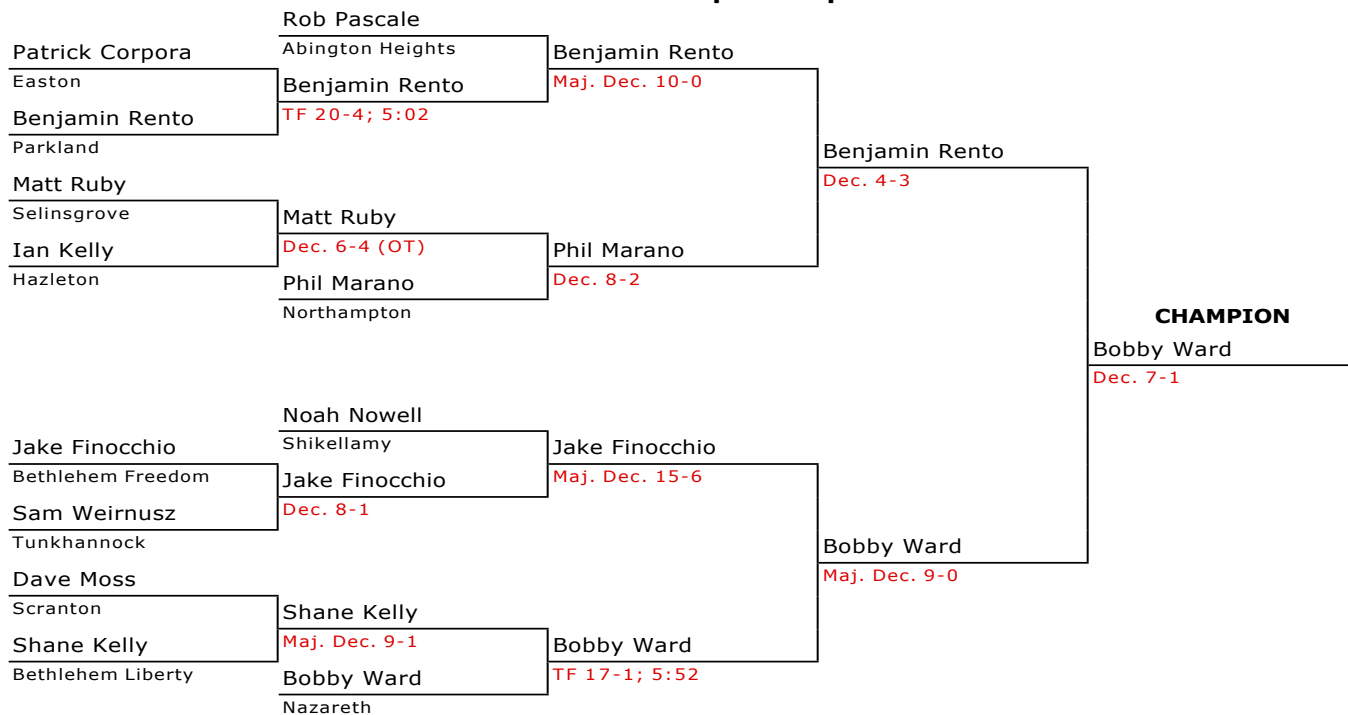 Rob Pascale
Patrick Corpora
Abington Heights
Benjamin Rento
Easton
Benjamin Rento
Maj. Dec. 10-0
Benjamin Rento
TF 20-4; 5:02
Parkland
Benjamin Rento
Matt Ruby
Dec. 4-3
Selinsgrove
Matt Ruby
Ian Kelly
Dec. 6-4 (OT)
Phil Marano
Hazleton
Phil Marano
Dec. 8-2
Northampton
CHAMPION
Bobby Ward
Dec. 7-1
Noah Nowell
Jake Finocchio
Shikellamy
Jake Finocchio
Bethlehem Freedom
Jake Finocchio
Maj. Dec. 15-6
Sam Weirnusz
Dec. 8-1
Tunkhannock
Bobby Ward
Dave Moss
Maj. Dec. 9-0
Scranton
Shane Kelly
Shane Kelly
Maj. Dec. 9-1
Bobby Ward
Bethlehem Liberty
Bobby Ward
TF 17-1; 5:52
Nazareth